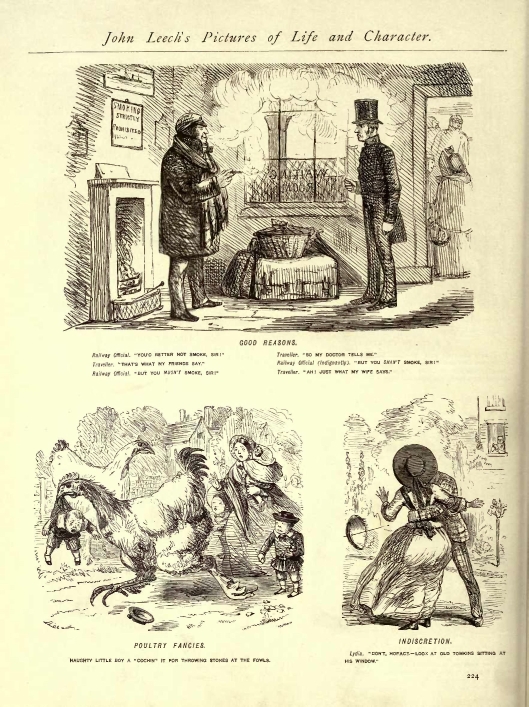 John Leech's Pictures of Life and Character.
SMOKING
STRICTLY
PROHIBITED
GOOD REASONS.
Railway Official. "YOU'D BETTER NOT SMOKE, SIR!"
Traveller. "THAT'S WHAT MY FRIENDS SAY."
Railway Official. "BUT YOU MUSN'T SMOKE, SIR!"
Traveller. "SO MY DOCTOR TELLS ME."
Railway Official (indignantly). "BUT YOU SHAN'T SMOKE, SIR!"
Traveller. "AH! JUST WHAT MY WIFE SAYS."
POULTRY FANCIES.
NAUGHTY LITTLE BOY A "COCHIN" IT FOR THROWING STONES AT THE FOWLS.
INDISCRETION.
Lydia. "DON'T, HORACE—LOOK AT OLD TOMKINS SITTING AT
HIS WINDOW."
224